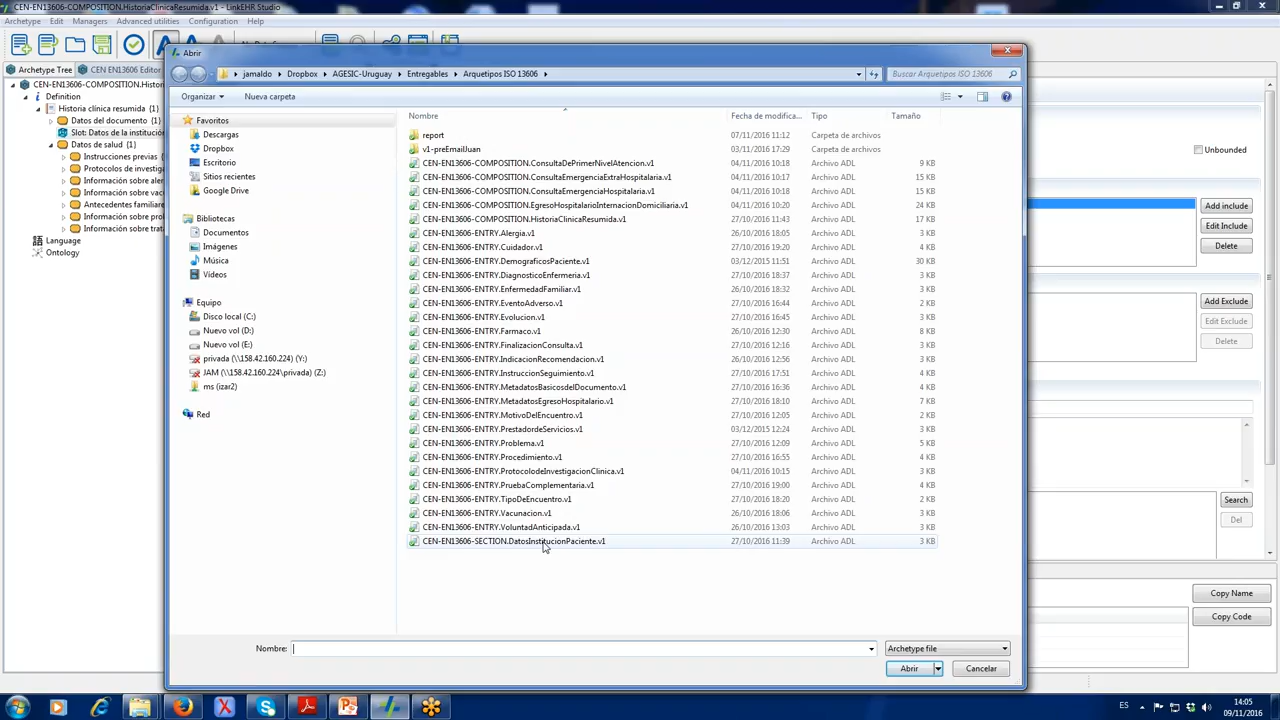 CEN-EN13606-COMPOSITION.HistoriaClinicaResumida.v1 - LinkEHR Studio
Archetype Edit Managers Advanced utilities Configuration Help
Archetype Tree CEN EN13606 Editor
CEN-EN13606-COMPOSITION.Histori
Definition
Historia clínica resumida {1}
Datos del documento {1}
Slot: Datos de la institució
Datos de salud {1}
Instrucciones previas
Protocolos de investiga
Información sobre aler
Información sobre vac
Antecedentes familiare
Información sobre pro
Información sobre trat
Language
Ontology
Abrir
jamaldo Dropbox AGESIC-Uruguay Entregables Arquetipos ISO 13606
Buscar Arquetipos ISO 13606
Organizar Nueva carpeta
Favoritos
Descargas
Dropbox
Escritorio
Sitios recientes
Google Drive
Bibliotecas
Documentos
Imágenes
Música
Vídeos
Equipo
Disco local (C:)
Nuevo vol (D:)
Nuevo vol (E:)
privada (\\158.42.160.224) (Y:)
JAM (\\158.42.160.224\privada) (Z:)
ms (izar2)
Red
Nombre Fecha de modifica... Tipo Tamaño
report 07/11/2016 11:12 Carpeta de archivos
v1-preEmailJuan 03/11/2016 17:29 Carpeta de archivos
CEN-EN13606-COMPOSITION.ConsultaDePrimerNivelAtencion.v1 04/11/2016 10:18 Archivo ADL 9 KB
CEN-EN13606-COMPOSITION.ConsultaEmergenciaExtraHospitalaria.v1 04/11/2016 10:17 Archivo ADL 15 KB
CEN-EN13606-COMPOSITION.ConsultaEmergenciaHospitalaria.v1 04/11/2016 10:18 Archivo ADL 15 KB
CEN-EN13606-COMPOSITION.EgresoHospitalarioInternacionDomiciliaria.v1 04/11/2016 10:18 Archivo ADL 24 KB
CEN-EN13606-COMPOSITION.HistoriaClinicaResumida.v1 27/10/2016 11:43 Archivo ADL 17 KB
CEN-EN13606-ENTRY.Alergia.v1 26/10/2016 18:05 Archivo ADL 3 KB
CEN-EN13606-ENTRY.Cuidador.v1 27/10/2016 19:20 Archivo ADL 4 KB
CEN-EN13606-ENTRY.DemograficosPaciente.v1 03/12/2015 11:51 Archivo ADL 30 KB
CEN-EN13606-ENTRY.DiagnosticoEnfermeria.v1 27/10/2016 18:37 Archivo ADL 3 KB
CEN-EN13606-ENTRY.EnfermedadFamiliar.v1 26/10/2016 18:32 Archivo ADL 3 KB
CEN-EN13606-ENTRY.EventoAdverso.v1 27/10/2016 16:44 Archivo ADL 2 KB
CEN-EN13606-ENTRY.Evolucion.v1 27/10/2016 16:45 Archivo ADL 3 KB
CEN-EN13606-ENTRY.Farmaco.v1 26/10/2016 12:30 Archivo ADL 8 KB
CEN-EN13606-ENTRY.FinalizacionConsulta.v1 27/10/2016 12:16 Archivo ADL 3 KB
CEN-EN13606-ENTRY.IndicacionRecomendacion.v1 26/10/2016 12:56 Archivo ADL 3 KB
CEN-EN13606-ENTRY.InstruccionSeguimiento.v1 27/10/2016 17:51 Archivo ADL 4 KB
CEN-EN13606-ENTRY.MetadatosBasicosdelDocumento.v1 27/10/2016 16:36 Archivo ADL 4 KB
CEN-EN13606-ENTRY.MetadatosEgresoHospitalario.v1 27/10/2016 18:10 Archivo ADL 7 KB
CEN-EN13606-ENTRY.MotivoDelEncuentro.v1 27/10/2016 12:05 Archivo ADL 2 KB
CEN-EN13606-ENTRY.PrestadordeServicios.v1 03/12/2015 12:24 Archivo ADL 3 KB
CEN-EN13606-ENTRY.Problema.v1 27/10/2016 12:09 Archivo ADL 5 KB
CEN-EN13606-ENTRY.Procedimiento.v1 27/10/2016 16:55 Archivo ADL 4 KB
CEN-EN13606-ENTRY.ProtocolodeInvestigacionClinica.v1 04/11/2016 10:15 Archivo ADL 3 KB
CEN-EN13606-ENTRY.PruebaComplementaria.v1 27/10/2016 19:00 Archivo ADL 4 KB
CEN-EN13606-ENTRY.TipoDeEncuentro.v1 27/10/2016 18:20 Archivo ADL 2 KB
CEN-EN13606-ENTRY.Vacunacion.v1 26/10/2016 18:06 Archivo ADL 3 KB
CEN-EN13606-ENTRY.VoluntadAnticipada.v1 26/10/2016 13:03 Archivo ADL 3 KB
CEN-EN13606-SECTION.DatosInstitucionPaciente.v1 27/10/2016 11:39 Archivo ADL 3 KB
Nombre: Archetype file
Abrir Cancelar
Unbounded
Add include
Edit Include
Delete
Add Exclude
Edit Exclude
Delete
Search
Del
Copy Name
Copy Code
ES 14:05
09/11/2016